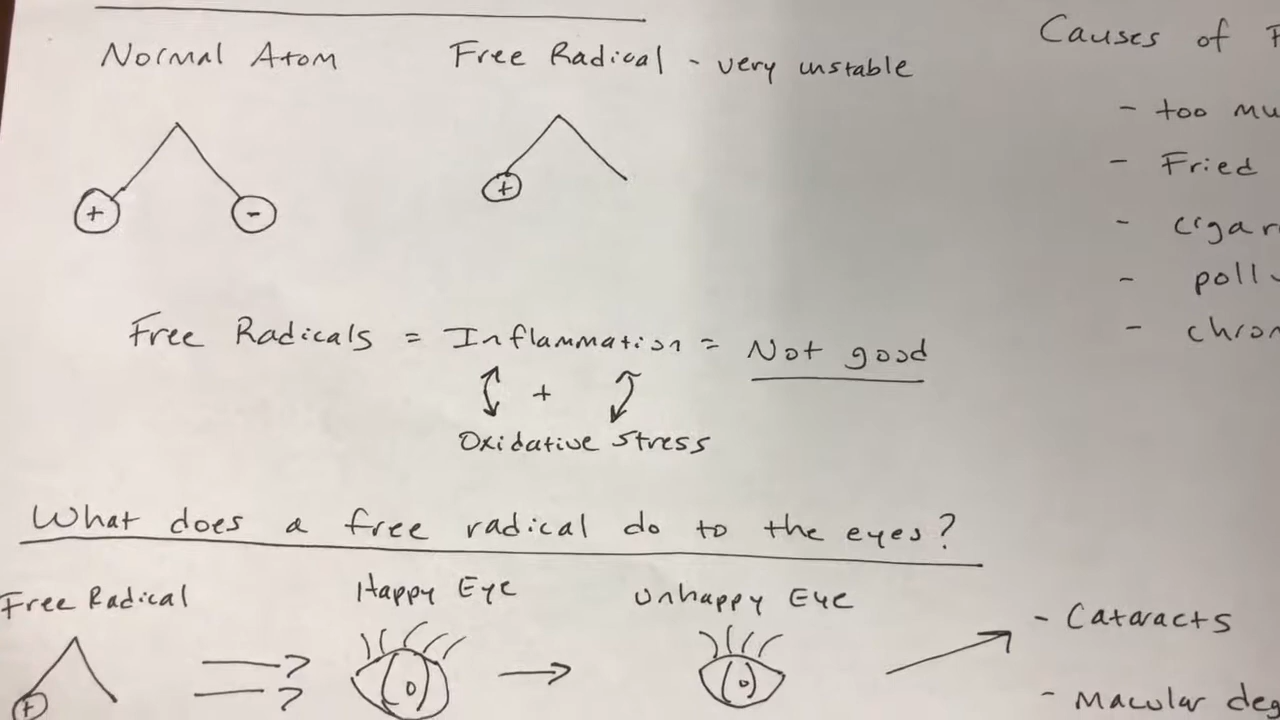 Normal Atom
Free Radical - very unstable
+
-
+
Free Radicals = Inflammation = Not good
+
Oxidative Stress
What does a free radical do to the eyes?
Free Radical
Happy Eye
Unhappy Eye
+
Causes of
- too
- Fried
-
-
-
- Cataracts
- Macular